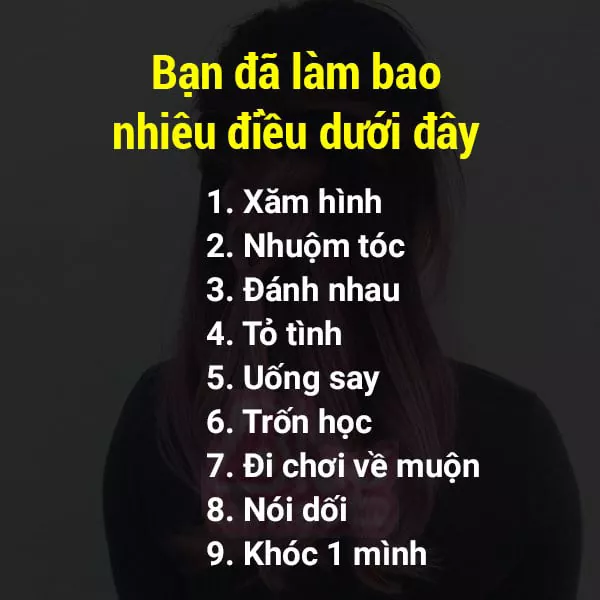 Bạn đã làm bao
nhiêu điều dưới đây
1. Xăm hình
2. Nhuộm tóc
3. Đánh nhau
4. Tỏ tình
5. Uống say
6. Trốn học
7. Đi chơi về muộn
8. Nói dối
9. Khóc 1 mình